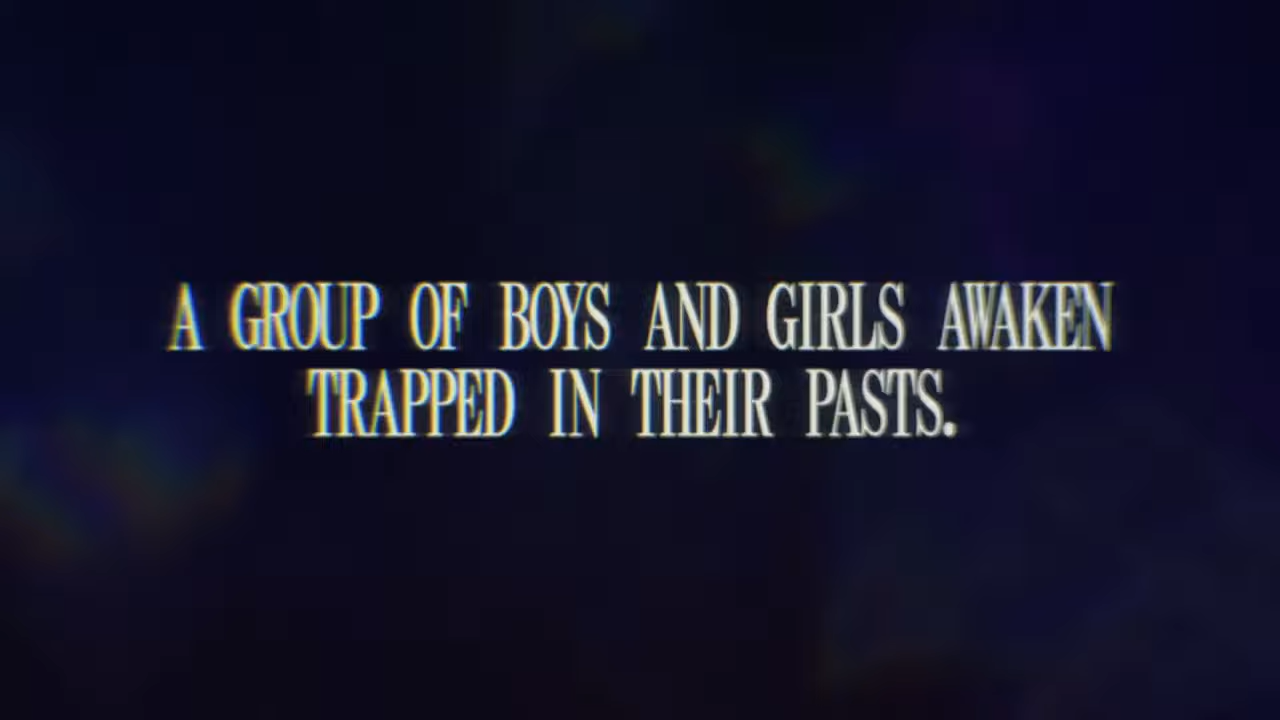 A GROUP OF BOYS AND GIRLS AWAKEN
TRAPPED IN THEIR PASTS.